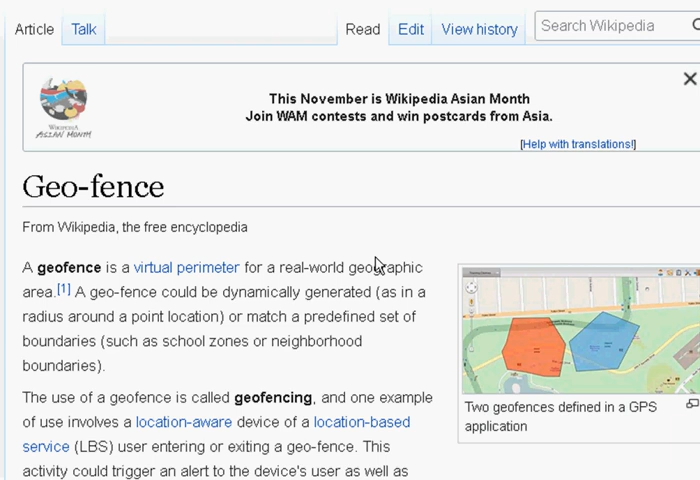 Article Talk Read Edit View history Search Wikipedia
This November is Wikipedia Asian Month
Join WAM contests and win postcards from Asia.
WIKIPEDIA
ASIAN MONTH
[Help with translations!]
Geo-fence
From Wikipedia, the free encyclopedia
A geofence is a virtual perimeter for a real-world geographic
area.[1] A geo-fence could be dynamically generated (as in a
radius around a point location) or match a predefined set of
boundaries (such as school zones or neighborhood
boundaries).
The use of a geofence is called geofencing, and one example
of use involves a location-aware device of a location-based
service (LBS) user entering or exiting a geo-fence. This
activity could trigger an alert to the device's user as well as
Two geofences defined in a GPS
application